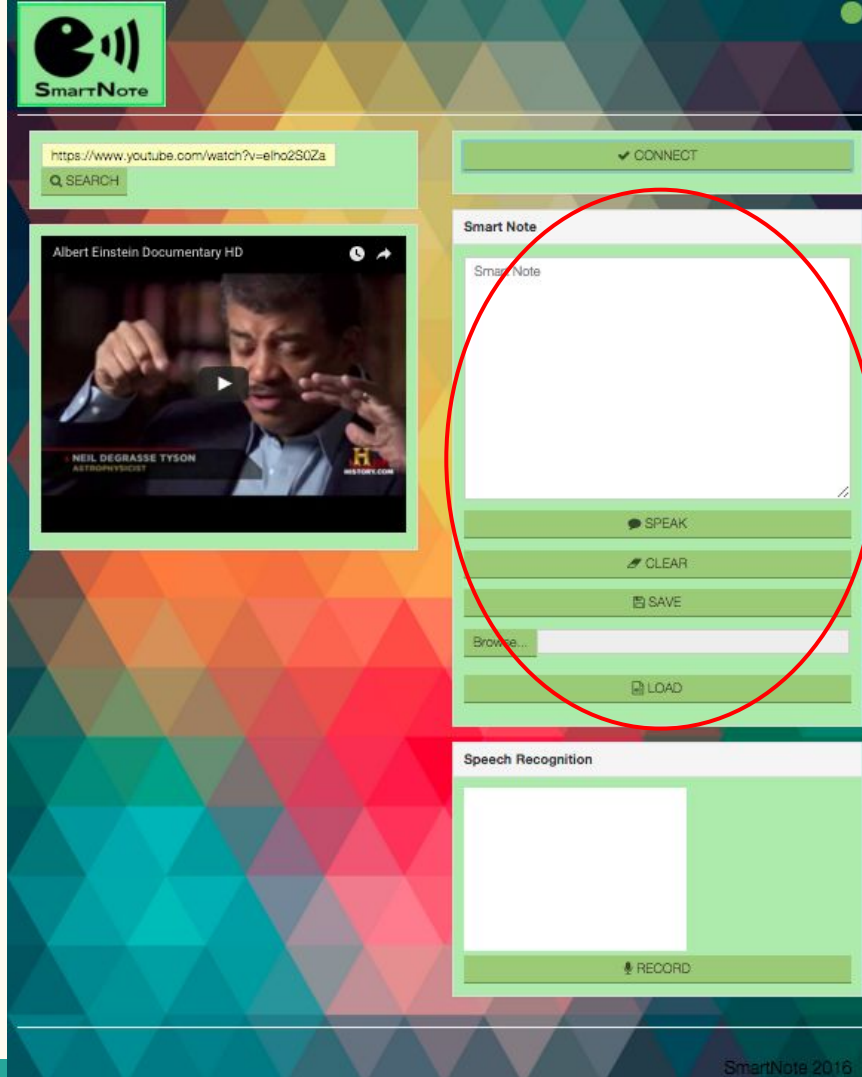 SMARTNOTE
https://www.youtube.com/watch?v=elho2S0Za
SEARCH
Albert Einstein Documentary HD
NEIL DEGRASSE TYSON
ASTROPHYSICIST
H
HISTORY.COM
CONNECT
Smart Note
Smart Note
SPEAK
CLEAR
SAVE
Browse...
LOAD
Speech Recognition
RECORD
SmartNote 2016